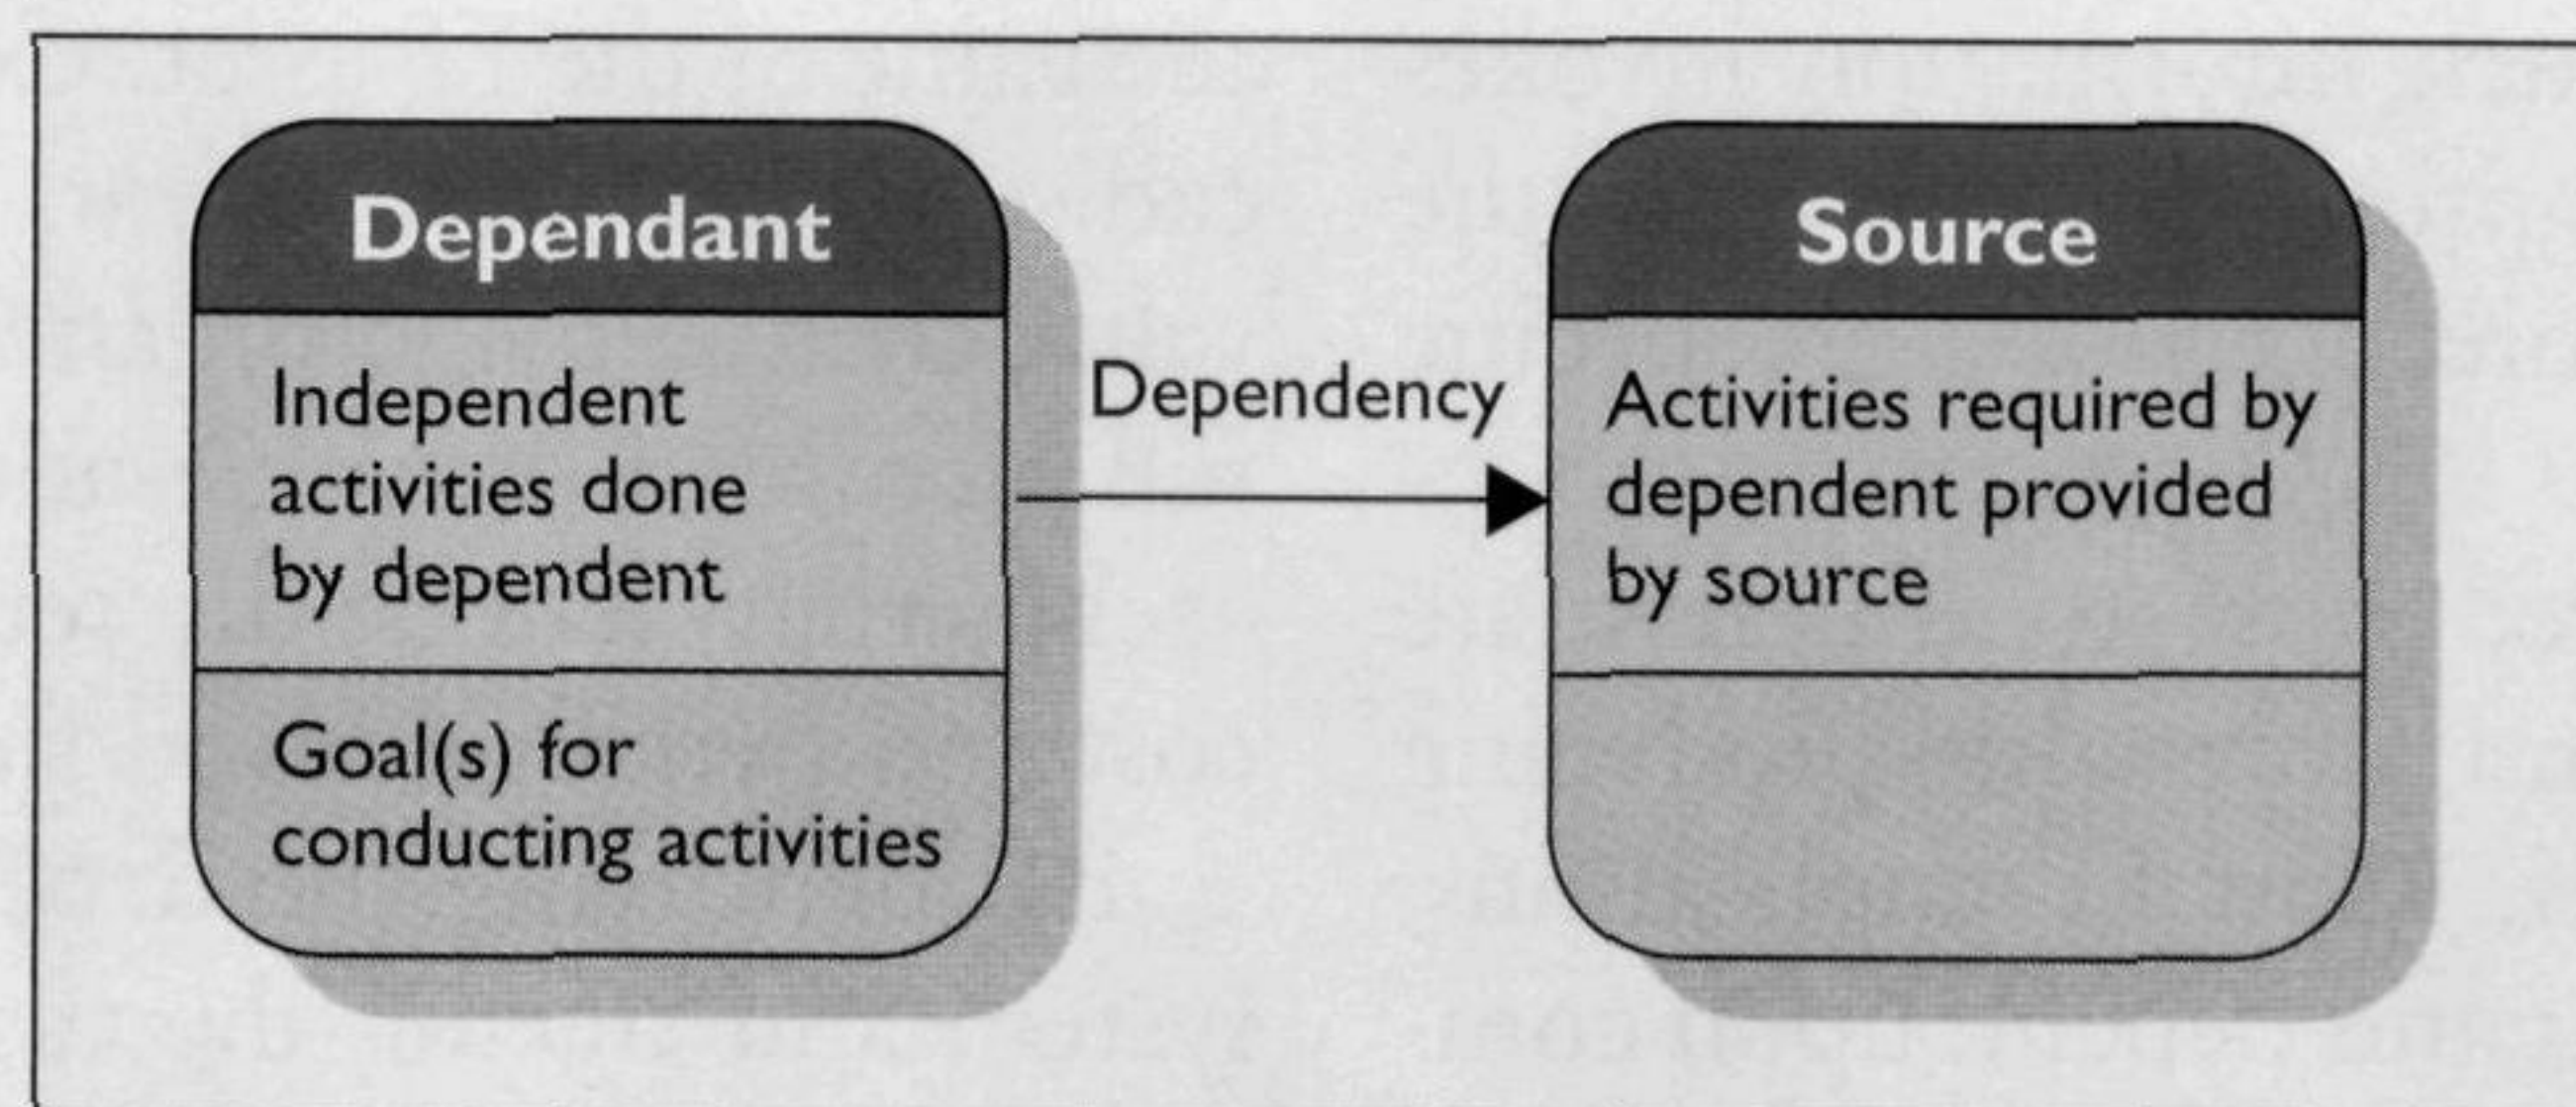 Dependant
Independent
activities done
by dependent
Goal(s) for
conducting activities
Dependency
Source
Activities required by
dependent provided
by source